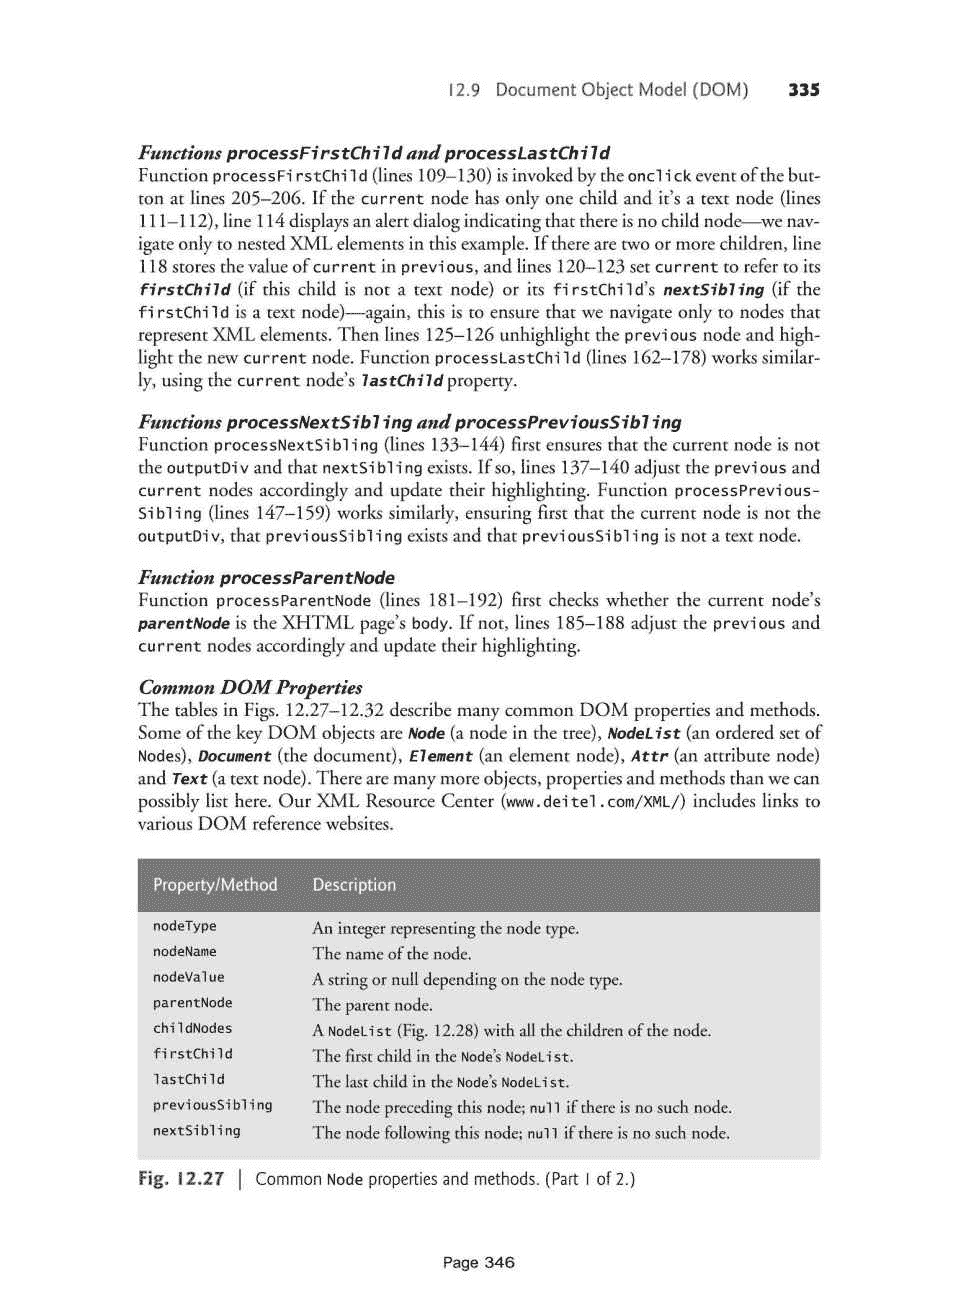 12.9 Document Object Model (DOM) 335
Functions processFirstChild and processLastChild
Function processFirstChild (lines 109–130) is invoked by the onclick event of the but-
ton at lines 205–206. If the current node has only one child and it's a text node (lines
111–112), line 114 displays an alert dialog indicating that there is no child node—we nav-
igate only to nested XML elements in this example. If there are two or more children, line
118 stores the value of current in previous, and lines 120–123 set current to refer to its
firstChild (if this child is not a text node) or its firstChild's nextSibling (if the
firstChild is a text node)—again, this is to ensure that we navigate only to nodes that
represent XML elements. Then lines 125–126 unhighlight the previous node and high-
light the new current node. Function processLastChild (lines 162–178) works similar-
ly, using the current node's lastChild property.
Functions processNextSibling and processPreviousSibling
Function processNextSibling (lines 133–144) first ensures that the current node is not
the outputDiv and that nextSibling exists. If so, lines 137–140 adjust the previous and
current nodes accordingly and update their highlighting. Function processPrevious-
Sibling (lines 147–159) works similarly, ensuring first that the current node is not the
outputDiv, that previousSibling exists and that previousSibling is not a text node.
Function processParentNode
Function processParentNode (lines 181–192) first checks whether the current node's
parentNode is the XHTML page's body. If not, lines 185–188 adjust the previous and
current nodes accordingly and update their highlighting.
Common DOM Properties
The tables in Figs. 12.27–12.32 describe many common DOM properties and methods.
Some of the key DOM objects are Node (a node in the tree), NodeList (an ordered set of
Nodes), Document (the document), Element (an element node), Attr (an attribute node)
and Text (a text node). There are many more objects, properties and methods than we can
possibly list here. Our XML Resource Center (www.deitel.com/XML/) includes links to
various DOM reference websites.
Property/Method Description
nodeType An integer representing the node type.
nodeName The name of the node.
nodeValue A string or null depending on the node type.
parentNode The parent node.
childNodes A NodeList (Fig. 12.28) with all the children of the node.
firstChild The first child in the Node's NodeList.
lastChild The last child in the Node's NodeList.
previousSibling The node preceding this node; null if there is no such node.
nextSibling The node following this node; null if there is no such node.
Fig. 12.27 | Common Node properties and methods. (Part 1 of 2.)
Page 346